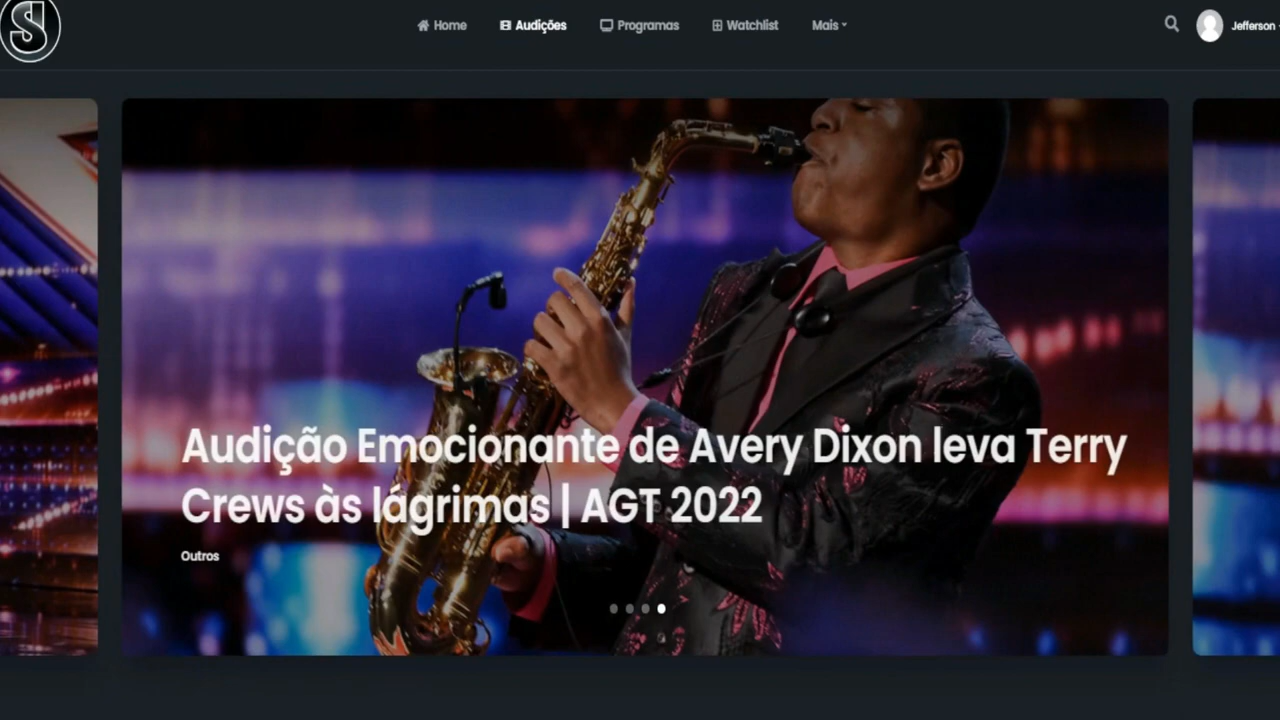 Home
Audições
Programas
Watchlist
Mais
Jefferson
Audição Emocionante de Avery Dixon leva Terry
Crews às lágrimas | AGT 2022
Outros